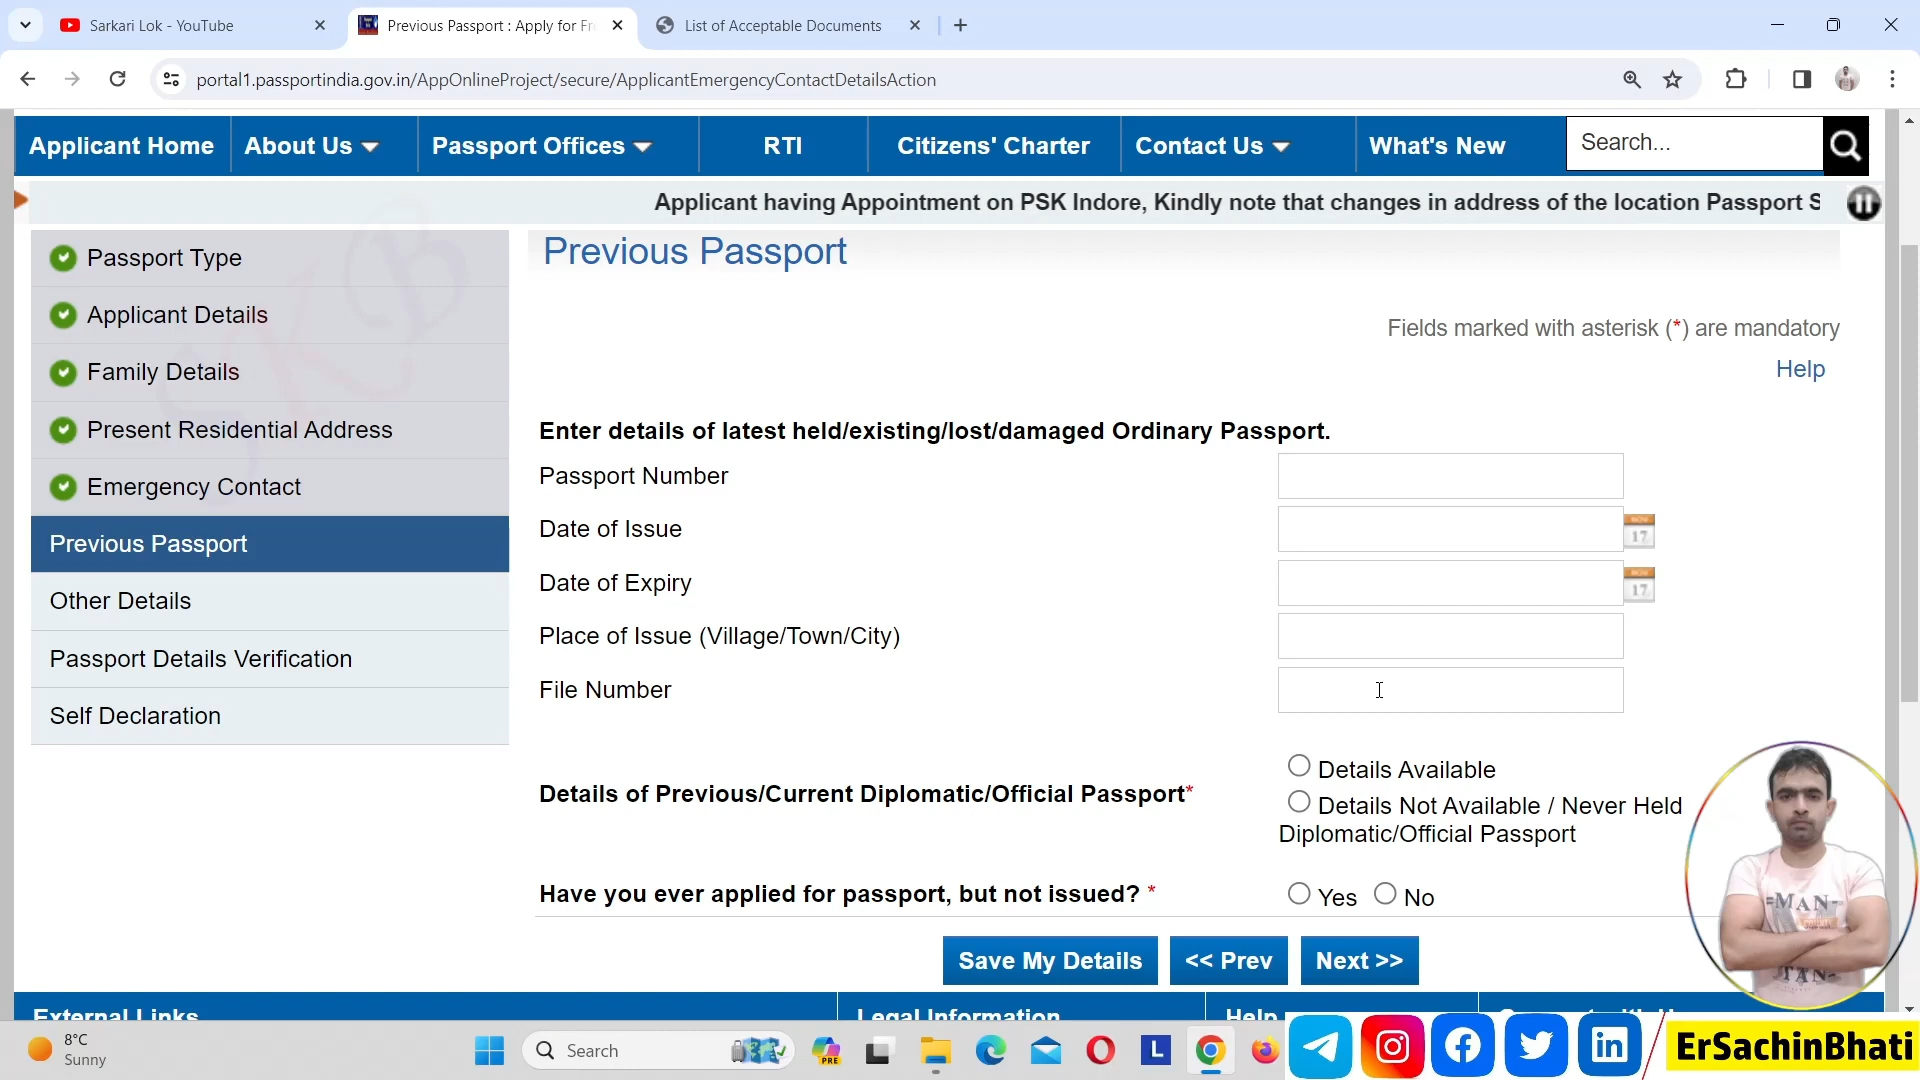 Sarkari Lok - YouTube
Previous Passport : Apply for Fr
List of Acceptable Documents
portal1.passportindia.gov.in/AppOnlineProject/secure/ApplicantEmergencyContactDetailsAction
Applicant Home
About Us
Passport Offices
RTI
Citizens' Charter
Contact Us
What's New
Search...
Applicant having Appointment on PSK Indore, Kindly note that changes in address of the location Passport S
Passport Type
Applicant Details
Family Details
Present Residential Address
Emergency Contact
Previous Passport
Other Details
Passport Details Verification
Self Declaration
SKB
Previous Passport
Fields marked with asterisk (*) are mandatory
Help
Enter details of latest held/existing/lost/damaged Ordinary Passport.
Passport Number
Date of Issue
17
Date of Expiry
17
Place of Issue (Village/Town/City)
File Number
Details of Previous/Current Diplomatic/Official Passport*
Details Available
Details Not Available / Never Held
Diplomatic/Official Passport
Have you ever applied for passport, but not issued? *
Yes
No
Save My Details
<< Prev
Next >>
External Links
Legal Information
Help
8°C
Sunny
Search
PRE
L
in
ErSachinBhati
MAN